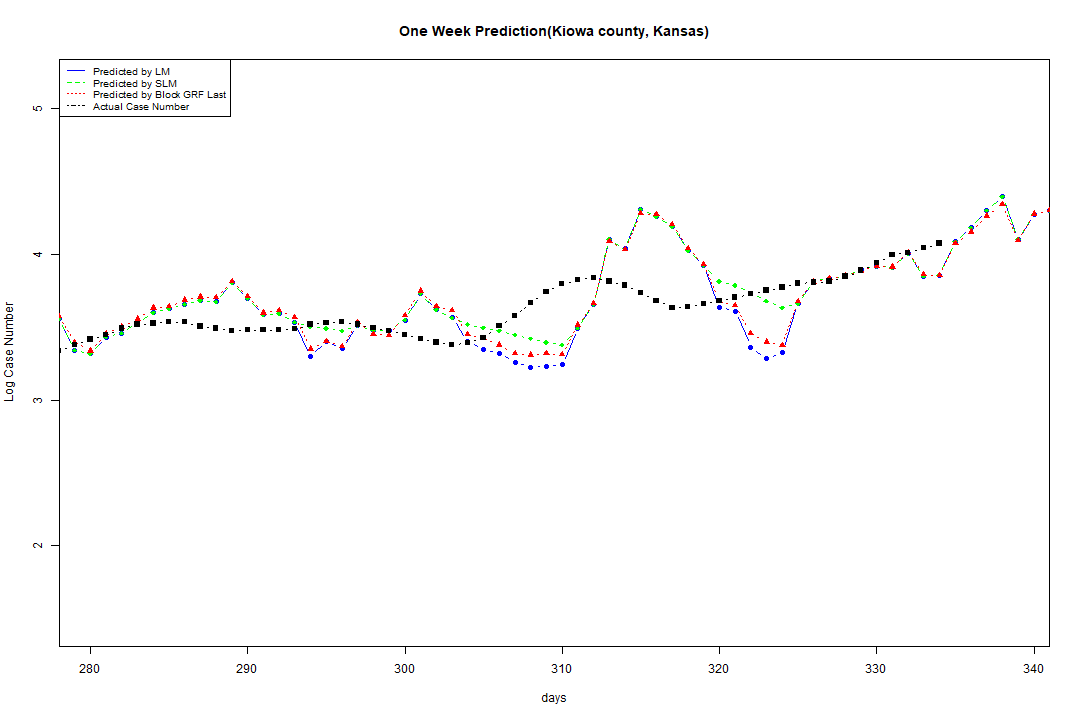 One Week Prediction(Kiowa county, Kansas)
Predicted by LM
Predicted by SLM
Predicted by Block GRF Last
Actual Case Number
5
4
3
2
Log Case Number
280 290 300 310 320 330 340
days